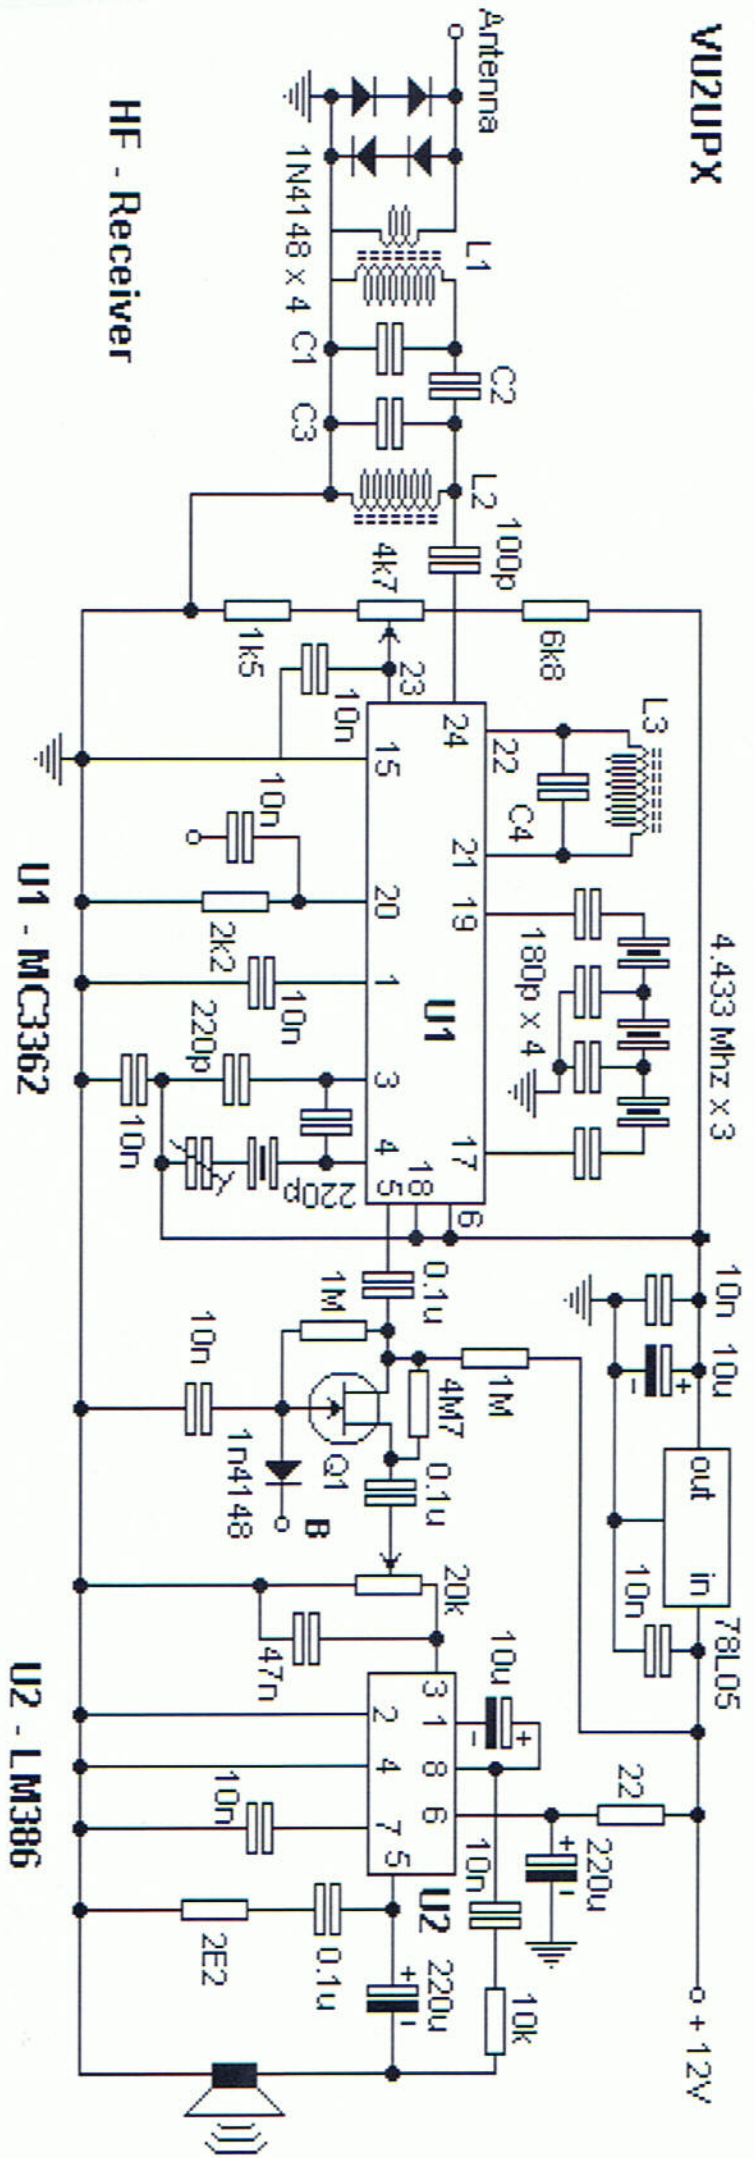 VU2UPX
Antenna
1N4148 x 4
L1
C1
C2
C3
L2
100p
HF - Receiver
4k7
1k5
6k8
10n
23
24
22
21
19
17
15
20
1
3
4
5
18
6
L3
C4
180p x 4
4.433 Mhz x 3
U1
10n
2k2
10n
220p
220p
10n
U1 - MC3362
0.1u
1M
1M
4M7
10n
1n4148
B
Q1
0.1u
10n
10u
+
-
out
in
78L05
10n
20k
47n
3
1
8
6
2
4
7
5
U2
10u
+
-
22
220u
+
-
10n
10k
10n
2E2
0.1u
220u
+
-
+ 12V
U2 - LM386